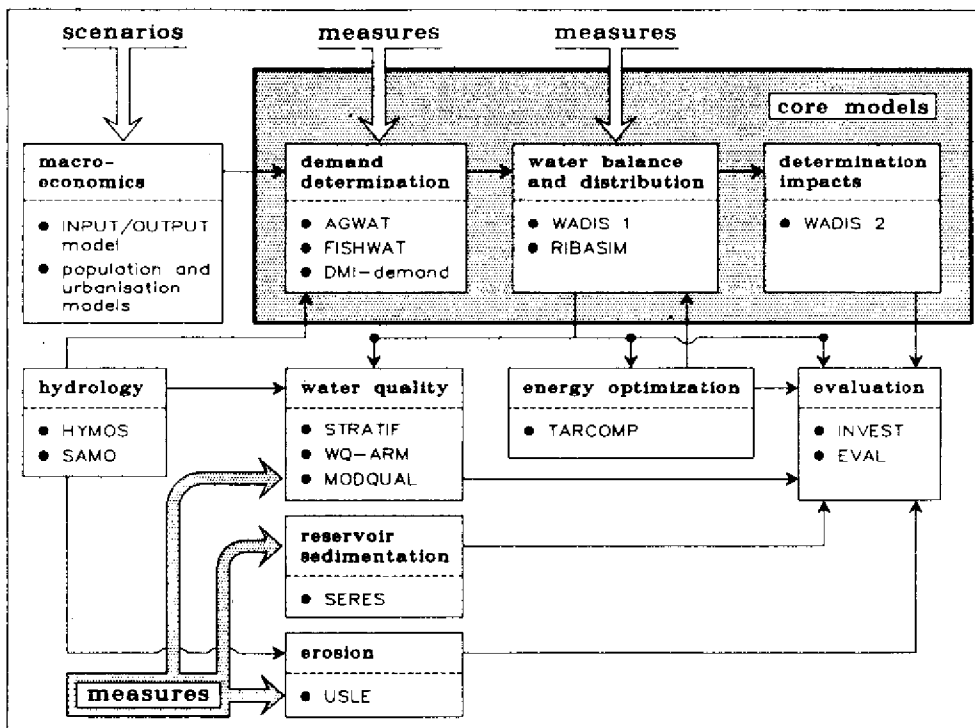 scenarios
measures
measures
core models
macro-
economics
● INPUT/OUTPUT
model
● population and
urbanisation
models
demand
determination
● AGWAT
● FISHWAT
● DMI-demand
water balance
and distribution
● WADIS 1
● RIBASIM
determination
impacts
● WADIS 2
hydrology
● HYMOS
● SAMO
water quality
● STRATIF
● WQ-ARM
● MODQUAL
energy optimization
● TARCOMP
evaluation
● INVEST
● EVAL
reservoir
sedimentation
● SERES
erosion
● USLE
measures